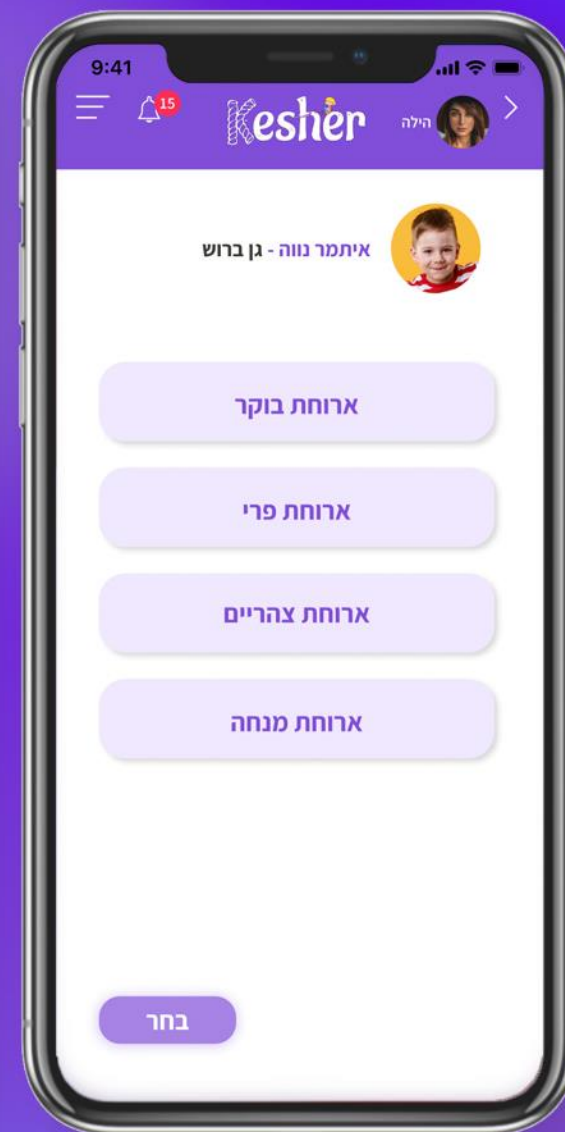 9:41
15
Kesher
הילה
איתמר נווה - גן ברוש
ארוחת בוקר
ארוחת פרי
ארוחת צהריים
ארוחת מנחה
בחר